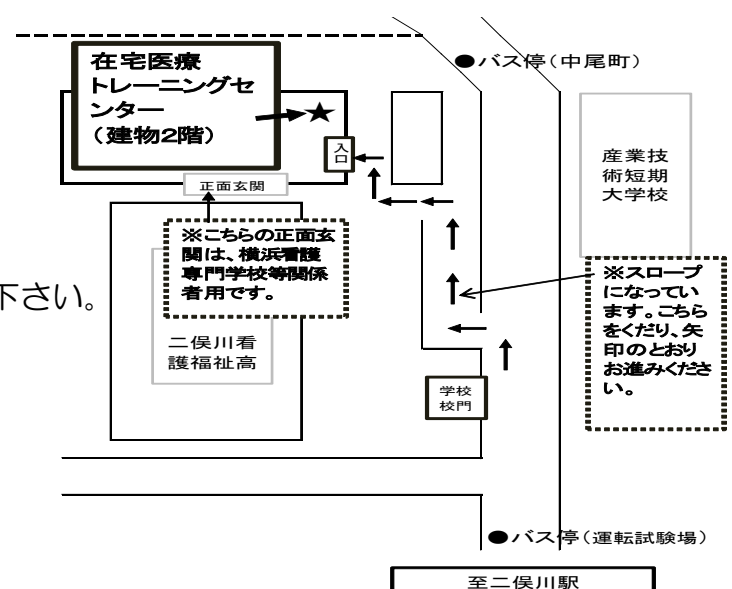 在宅医療
トレーニングセ
ンター
（建物2階）
★
●バス停（中尾町）
入
口
産業技
術短期
大学校
正面玄関
※こちらの正面玄
関は、横浜看護
専門学校等関係
者用です。
下さい。
※スロープ
になってい
ます。こちら
をくだり、矢
印のとおり
お進みくださ
い。
二俣川看
護福祉高
学校
校門
●バス停（運転試験場）
至二俣川駅